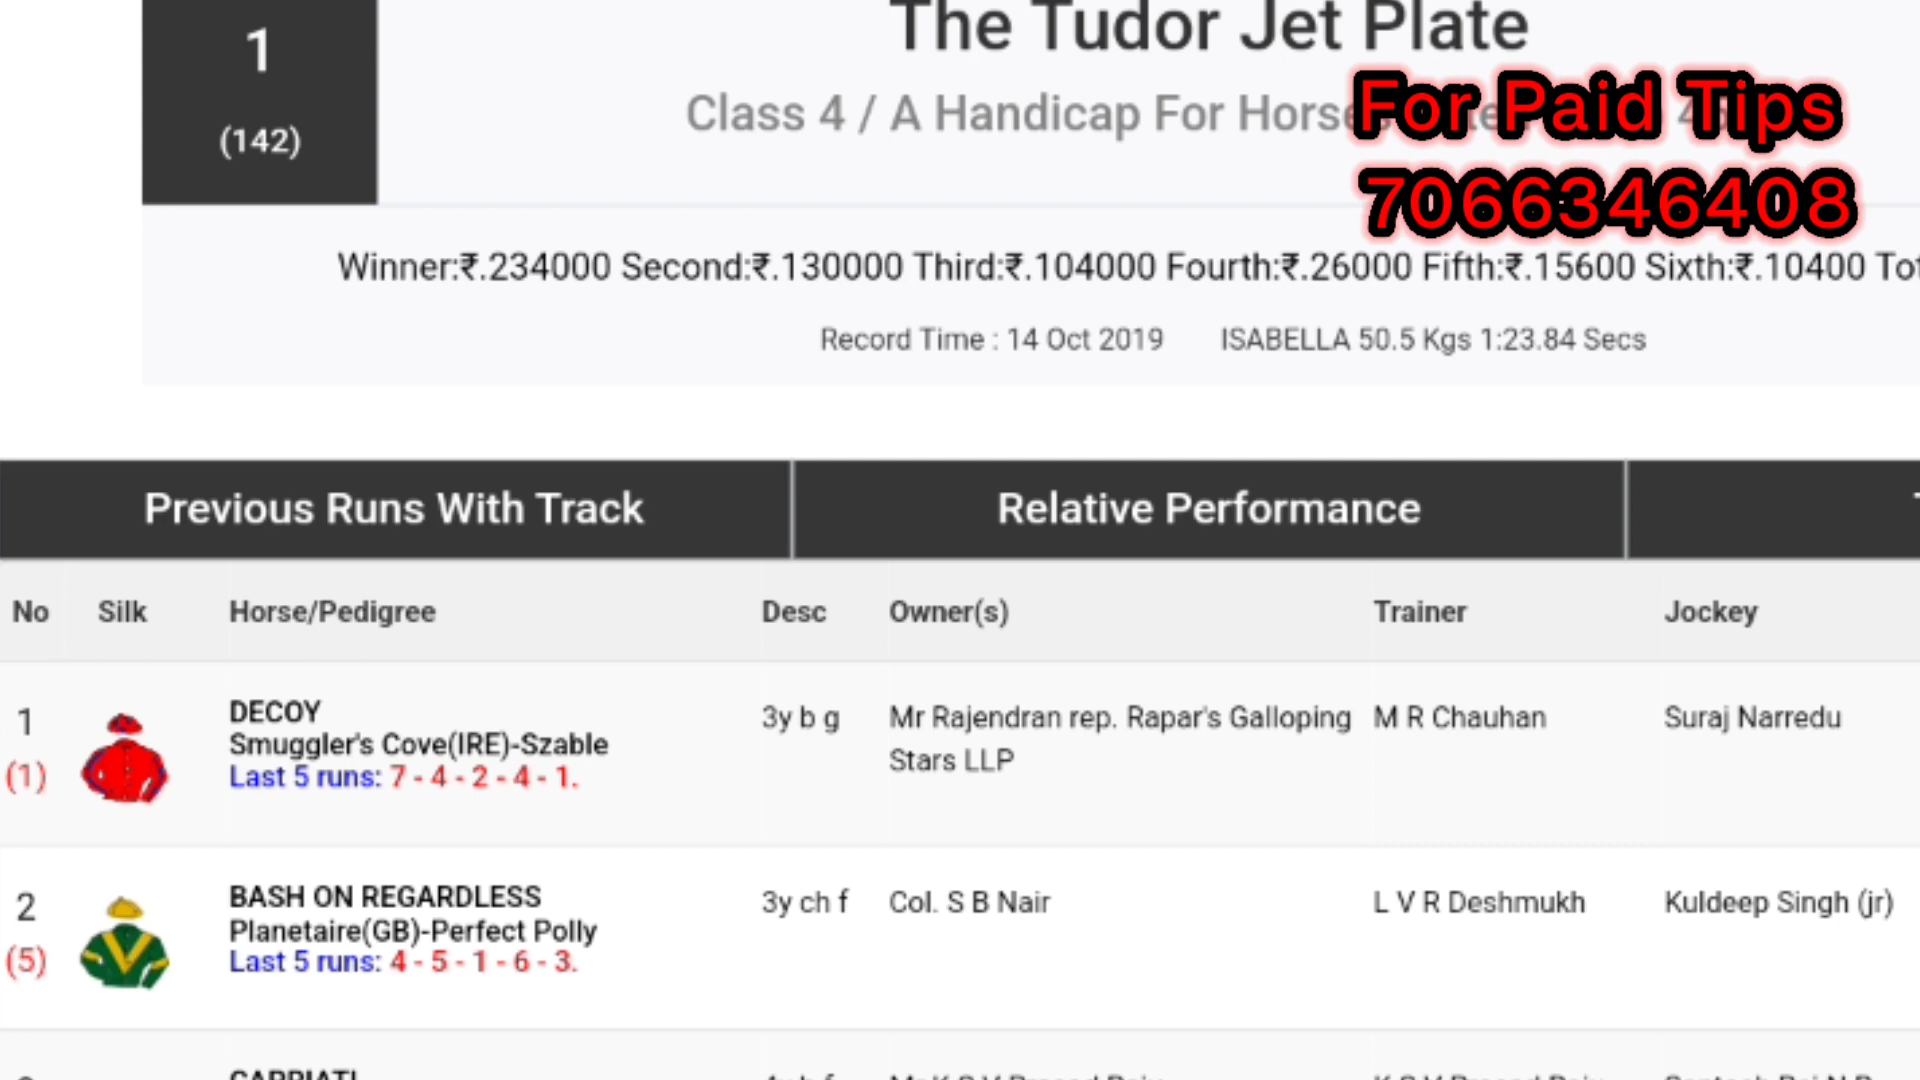 1
(142)
The Tudor Jet Plate
Class 4 / A Handicap For Horse
For Paid Tips
7066346408
Winner:₹.234000 Second:₹.130000 Third:₹.104000 Fourth:₹.26000 Fifth:₹.15600 Sixth:₹.10400
Record Time : 14 Oct 2019 ISABELLA 50.5 Kgs 1:23.84 Secs
Previous Runs With Track Relative Performance
No Silk Horse/Pedigree Desc Owner(s) Trainer Jockey
1 DECOY 3y b g Mr Rajendran rep. Rapar's Galloping M R Chauhan Suraj Narredu
Smuggler's Cove(IRE)-Szable Stars LLP
(1) Last 5 runs: 7 - 4 - 2 - 4 - 1.
2 BASH ON REGARDLESS 3y ch f Col. S B Nair L V R Deshmukh Kuldeep Singh (jr)
Planetaire(GB)-Perfect Polly
(5) Last 5 runs: 4 - 5 - 1 - 6 - 3.